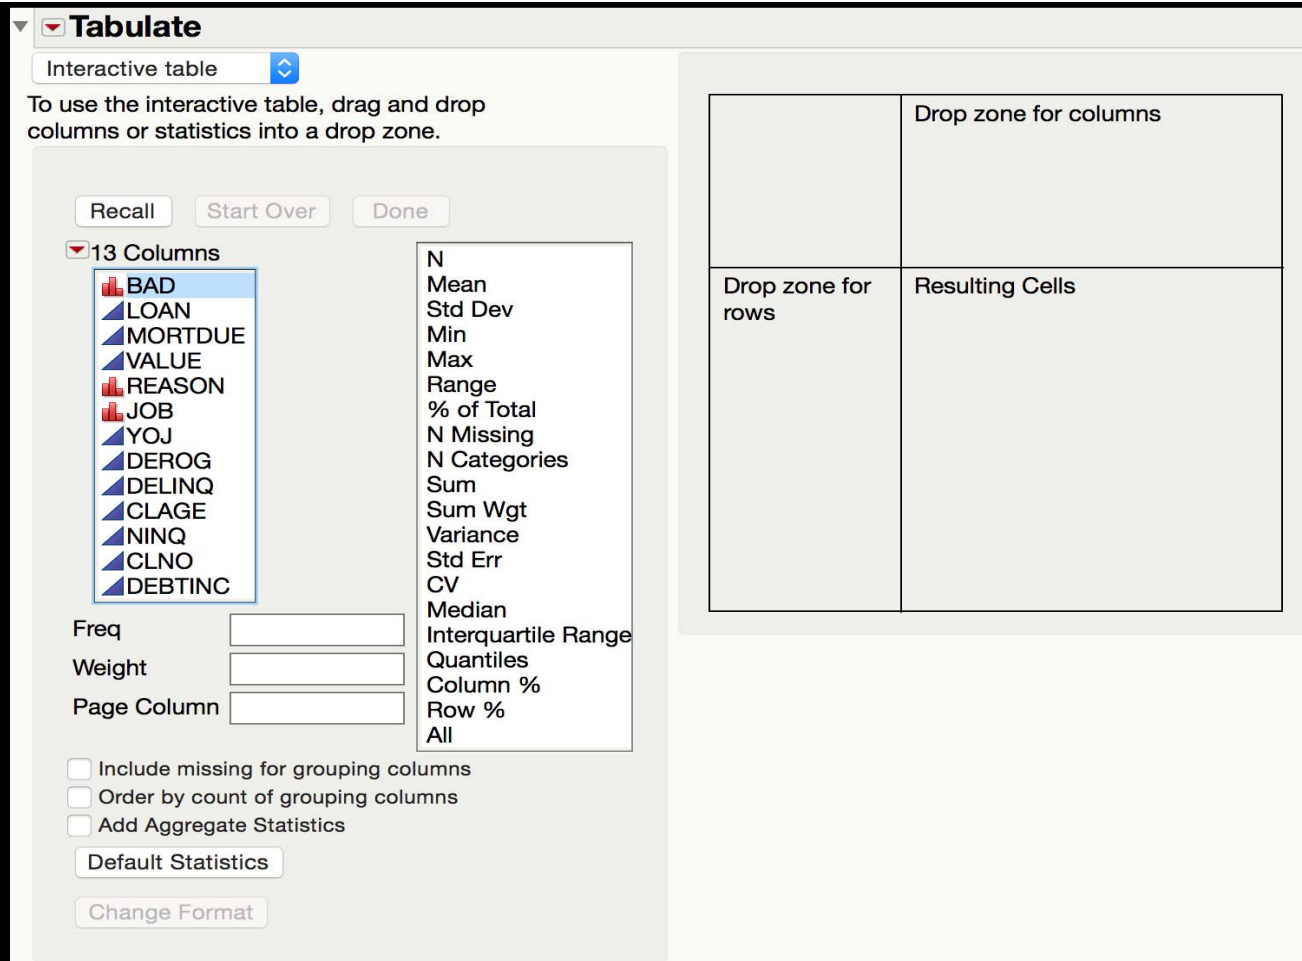 Tabulate
Interactive table
To use the interactive table, drag and drop
columns or statistics into a drop zone.
Recall
Start Over
Done
13 Columns
BAD
LOAN
MORTDUE
VALUE
REASON
JOB
YOJ
DEROG
DELINQ
CLAGE
NINQ
CLNO
DEBTINC
N
Mean
Std Dev
Min
Max
Range
% of Total
N Missing
N Categories
Sum
Sum Wgt
Variance
Std Err
CV
Median
Interquartile Range
Quantiles
Column %
Row %
All
Freq
Weight
Page Column
Include missing for grouping columns
Order by count of grouping columns
Add Aggregate Statistics
Default Statistics
Change Format
Drop zone for columns
Drop zone for
rows
Resulting Cells